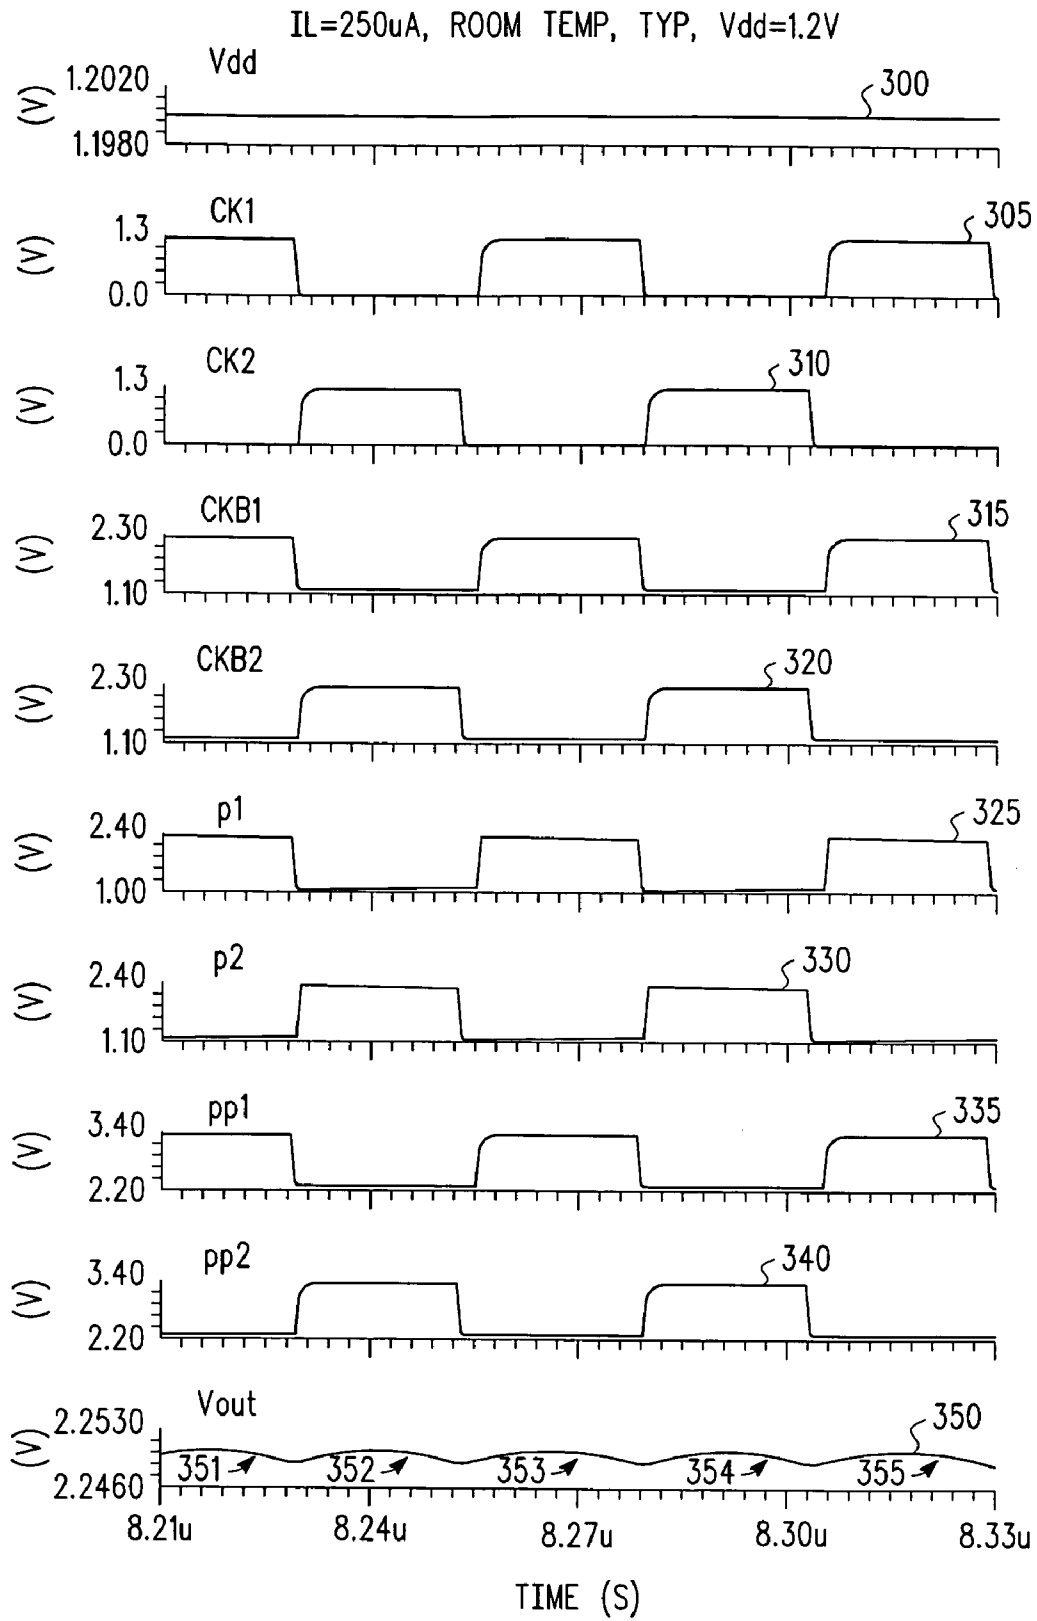 IL=250uA, ROOM TEMP, TYP, Vdd=1.2V
Vdd
1.2020
(V)
1.1980
300
CK1
1.3
(V)
0.0
305
CK2
1.3
(V)
0.0
310
CKB1
2.30
(V)
1.10
315
CKB2
2.30
(V)
1.10
320
p1
2.40
(V)
1.00
325
p2
2.40
(V)
1.10
330
pp1
3.40
(V)
2.20
335
pp2
3.40
(V)
2.20
340
Vout
2.2530
(V)
2.2460
350
351 352 353 354 355
8.21u 8.24u 8.27u 8.30u 8.33u
TIME (S)